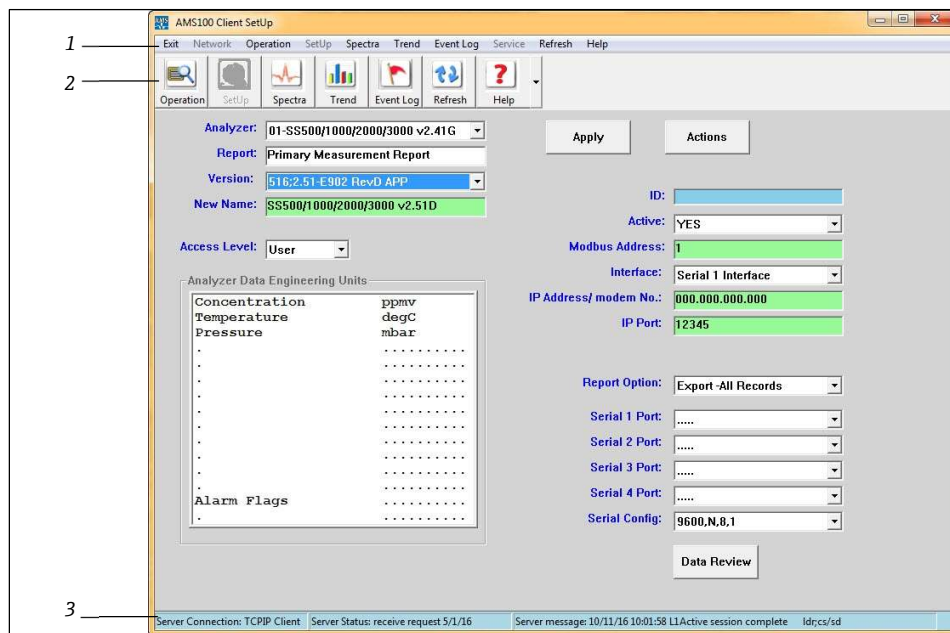 AMS100 Client SetUp
1
Exit Network Operation SetUp Spectra Trend Event Log Service Refresh Help
2
Operation SetUp Spectra Trend Event Log Refresh Help
Analyzer: 01-SS500/1000/2000/3000 v2.41G
Apply Actions
Report: Primary Measurement Report
Version: 516;2.51-E902 RevD APP
ID:
New Name: SS500/1000/2000/3000 v2.51D
Active: YES
Access Level: User
Modbus Address: 1
Interface: Serial 1 Interface
Analyzer Data Engineering Units
IP Address/ modem No.: 000.000.000.000
Concentration ppmv
Temperature degC
IP Port: 12345
Pressure mbar
. ..........
. ..........
. ..........
Report Option: Export -All Records
. ..........
. ..........
Serial 1 Port: .....
. ..........
Serial 2 Port: .....
. ..........
. ..........
Serial 3 Port: .....
. ..........
. ..........
Serial 4 Port: .....
Alarm Flags ..........
. ..........
Serial Config: 9600,N,8,1
Data Review
3
Server Connection: TCPIP Client Server Status: receive request 5/1/16 Server message: 10/11/16 10:01:58 L1Active session complete ldr;cs/sd